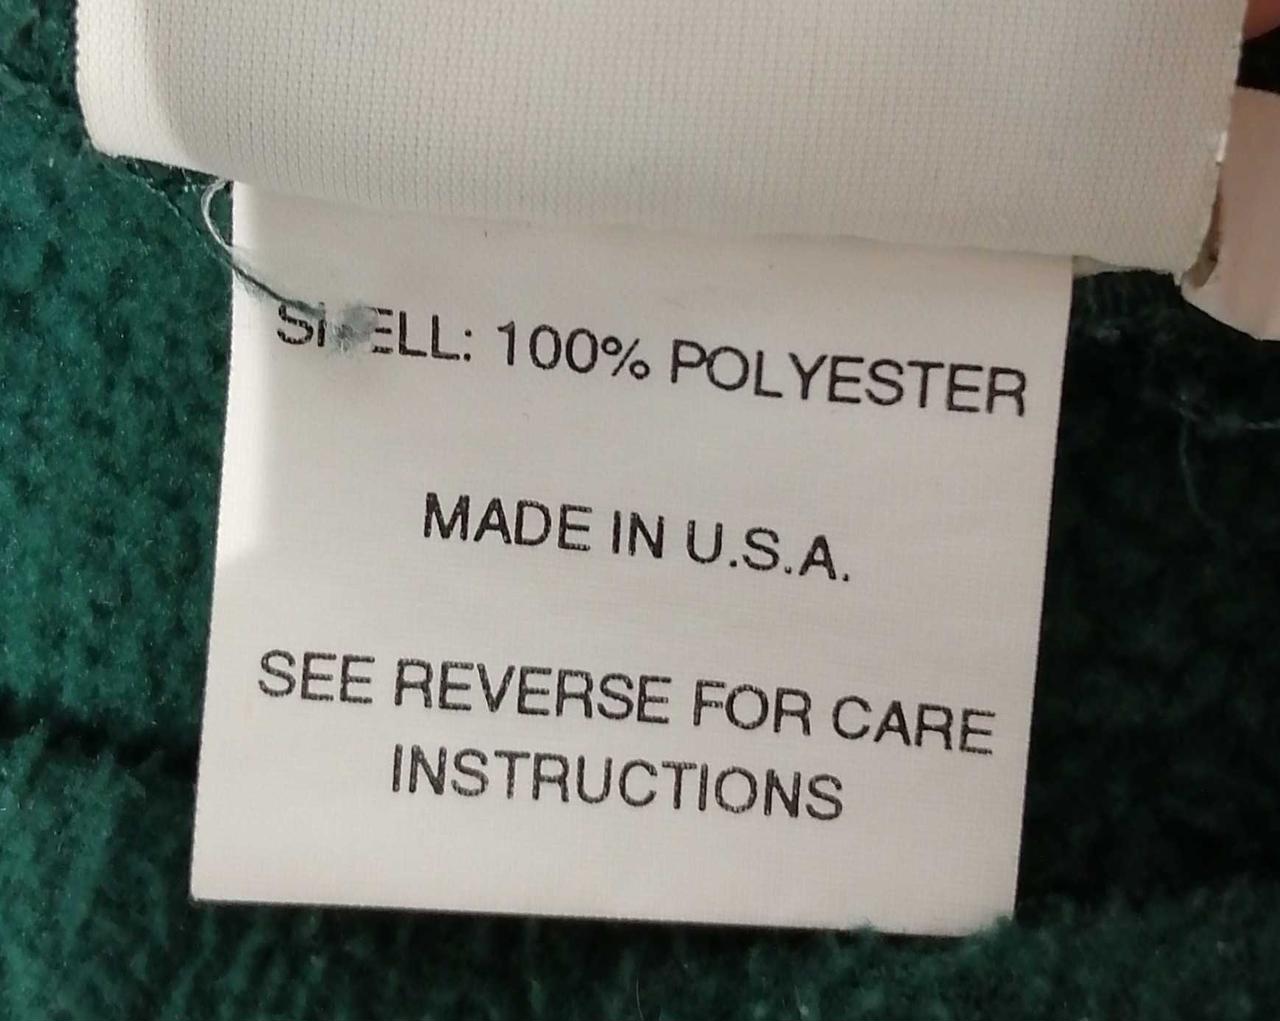 SHELL: 100% POLYESTER
MADE IN U.S.A.
SEE REVERSE FOR CARE
INSTRUCTIONS